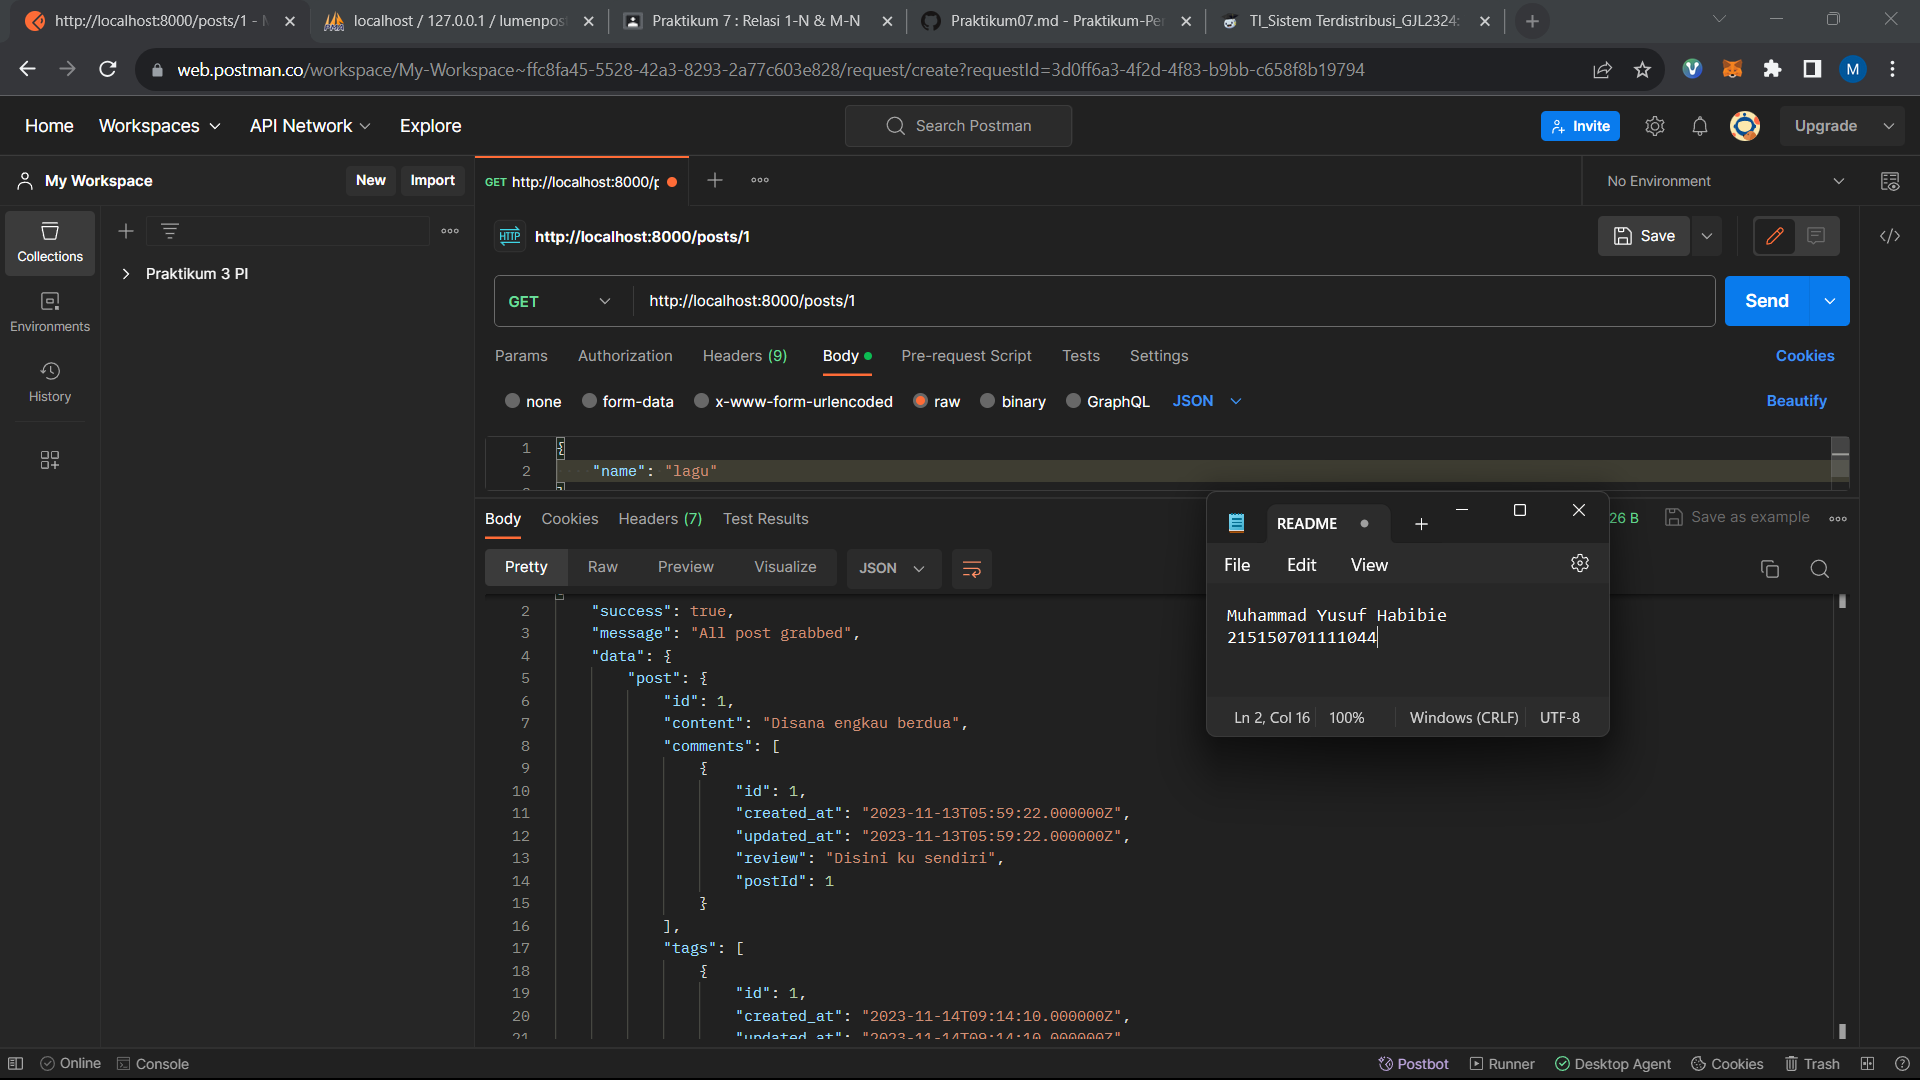 http://localhost:8000/posts/1 - M
localhost / 127.0.0.1 / lumenpos
Praktikum 7 : Relasi 1-N & M-N
Praktikum07.md - Praktikum-Pe
TI_Sistem Terdistribusi_GJL2324:
web.postman.co/workspace/My-Workspace~ffc8fa45-5528-42a3-8293-2a77c603e828/request/create?requestId=3d0ff6a3-4f2d-4f83-b9bb-c658f8b19794
M
Home
Workspaces
API Network
Explore
Search Postman
Invite
Upgrade
My Workspace
New
Import
GET http://localhost:8000/p
No Environment
Collections
Environments
History
Praktikum 3 PI
HTTP
http://localhost:8000/posts/1
Save
GET
http://localhost:8000/posts/1
Send
Params
Authorization
Headers (9)
Body
Pre-request Script
Tests
Settings
Cookies
none
form-data
x-www-form-urlencoded
raw
binary
GraphQL
JSON
Beautify
1 {
2 "name": "lagu"
Body
Cookies
Headers (7)
Test Results
26 B
Save as example
Pretty
Raw
Preview
Visualize
JSON
2 "success": true,
3 "message": "All post grabbed",
4 "data": {
5 "post": {
6 "id": 1,
7 "content": "Disana engkau berdua",
8 "comments": [
9 {
10 "id": 1,
11 "created_at": "2023-11-13T05:59:22.000000Z",
12 "updated_at": "2023-11-13T05:59:22.000000Z",
13 "review": "Disini ku sendiri",
14 "postId": 1
15 }
16 ],
17 "tags": [
18 {
19 "id": 1,
20 "created_at": "2023-11-14T09:14:10.000000Z",
21 "updated_at": "2023-11-14T09:14:10.000000Z"
README
File
Edit
View
Muhammad Yusuf Habibie
215150701111044
Ln 2, Col 16
100%
Windows (CRLF)
UTF-8
Online
Console
Postbot
Runner
Desktop Agent
Cookies
Trash